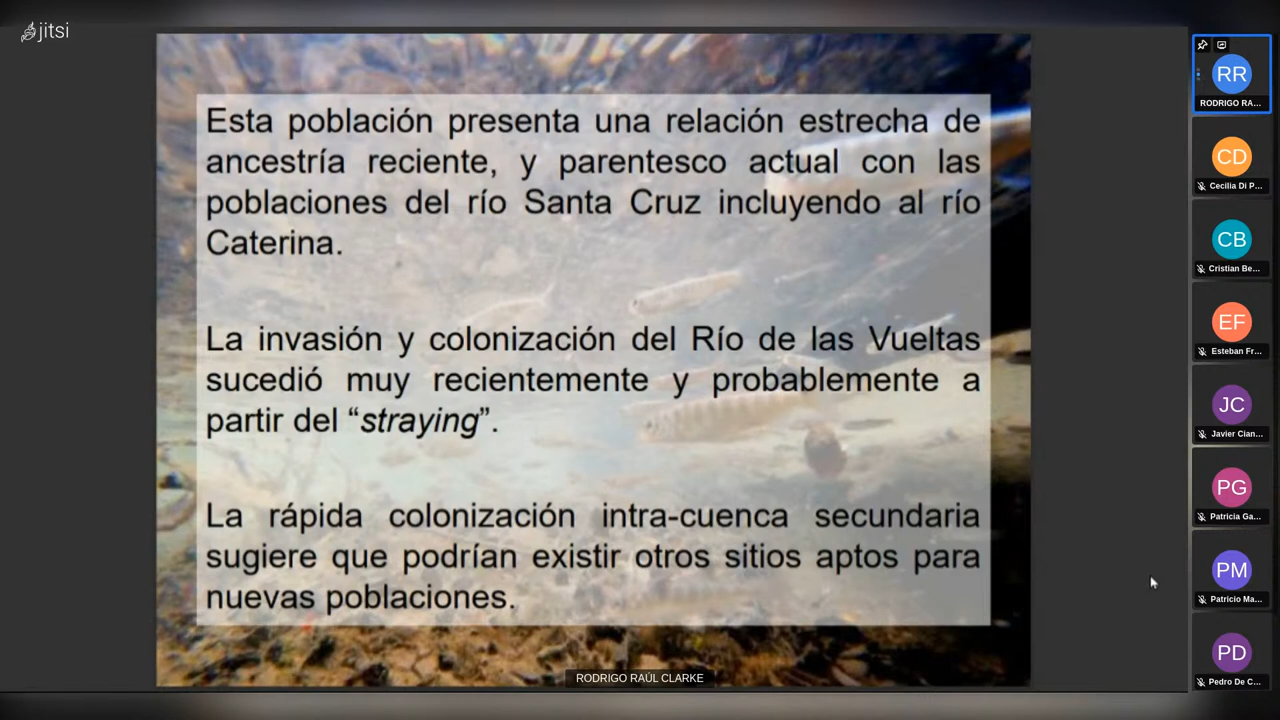 jitsi
Esta población presenta una relación estrecha de
ancestría reciente, y parentesco actual con las
poblaciones del río Santa Cruz incluyendo al río
Caterina.
La invasión y colonización del Río de las Vueltas
sucedió muy recientemente y probablemente a
partir del “straying”.
La rápida colonización intra-cuenca secundaria
sugiere que podrían existir otros sitios aptos para
nuevas poblaciones.
RODRIGO RAÚL CLARKE
RR
RODRIGO RA...
CD
Cecilia Di P...
CB
Cristian Be...
EF
Esteban Fr...
JC
Javier Cian...
PG
Patricia Ga...
PM
Patricio Ma...
PD
Pedro De C...